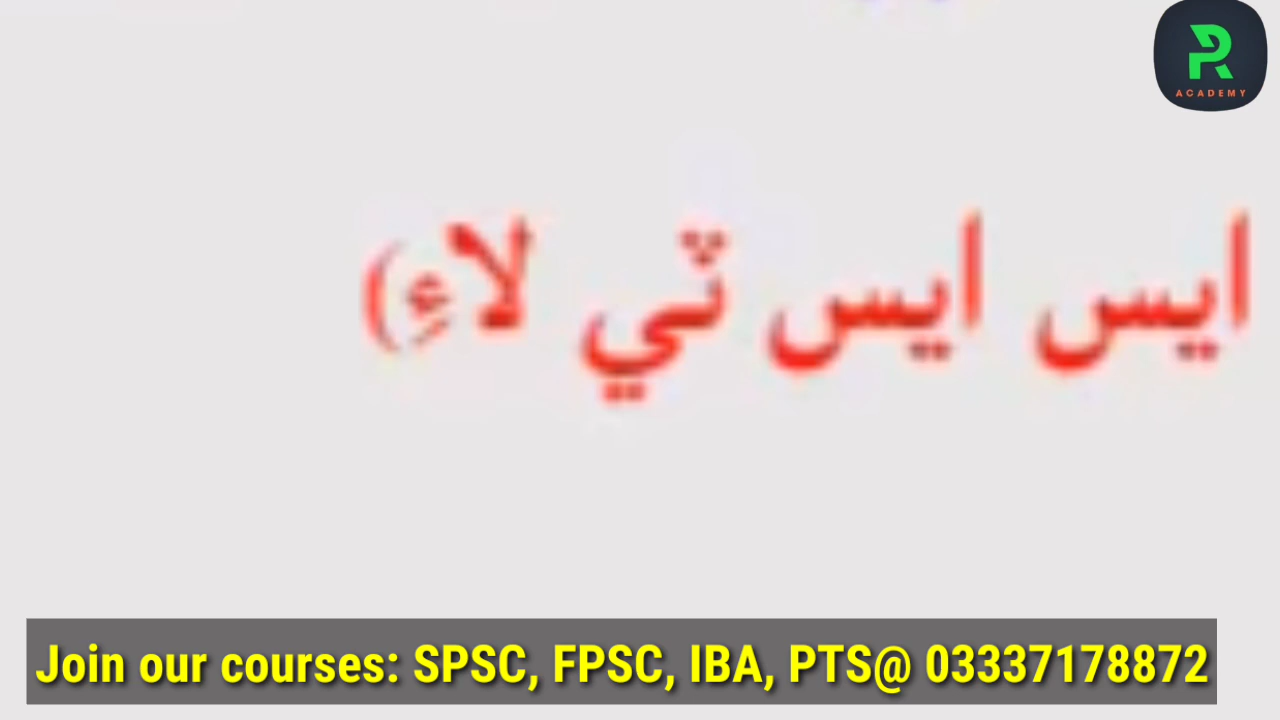 ACADEMY
ايس ايس ٽي لاءِ)
Join our courses: SPSC, FPSC, IBA, PTS@ 03337178872